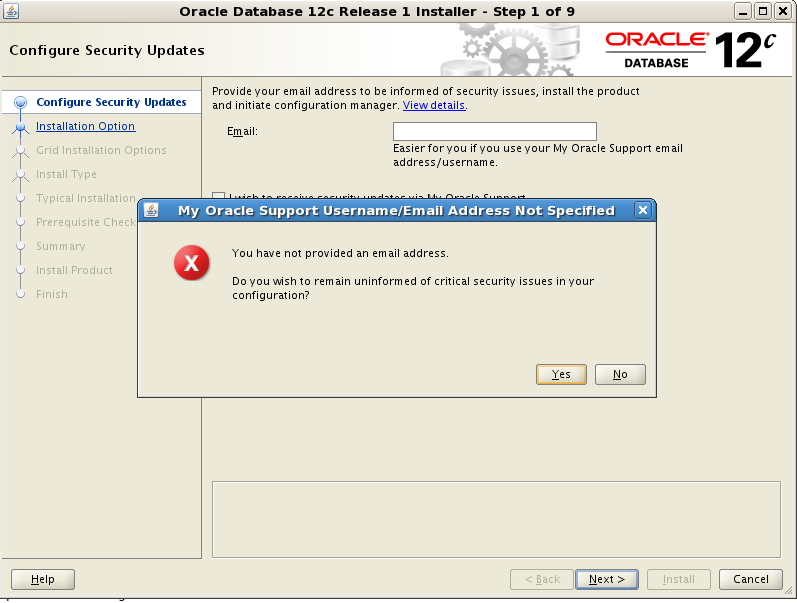 Oracle Database 12c Release 1 Installer - Step 1 of 9
Configure Security Updates
ORACLE®
DATABASE
12c
Configure Security Updates
Installation Option
Grid Installation Options
Install Type
Typical Installation
Prerequisite Check
Summary
Install Product
Finish
Provide your email address to be informed of security issues, install the product
and initiate configuration manager. View details.
Email:
Easier for you if you use your My Oracle Support email
address/username.
I wish to receive security updates via My Oracle Support.
My Oracle Support Username/Email Address Not Specified
You have not provided an email address.
Do you wish to remain uninformed of critical security issues in your
configuration?
Yes
No
Help
< Back
Next >
Install
Cancel